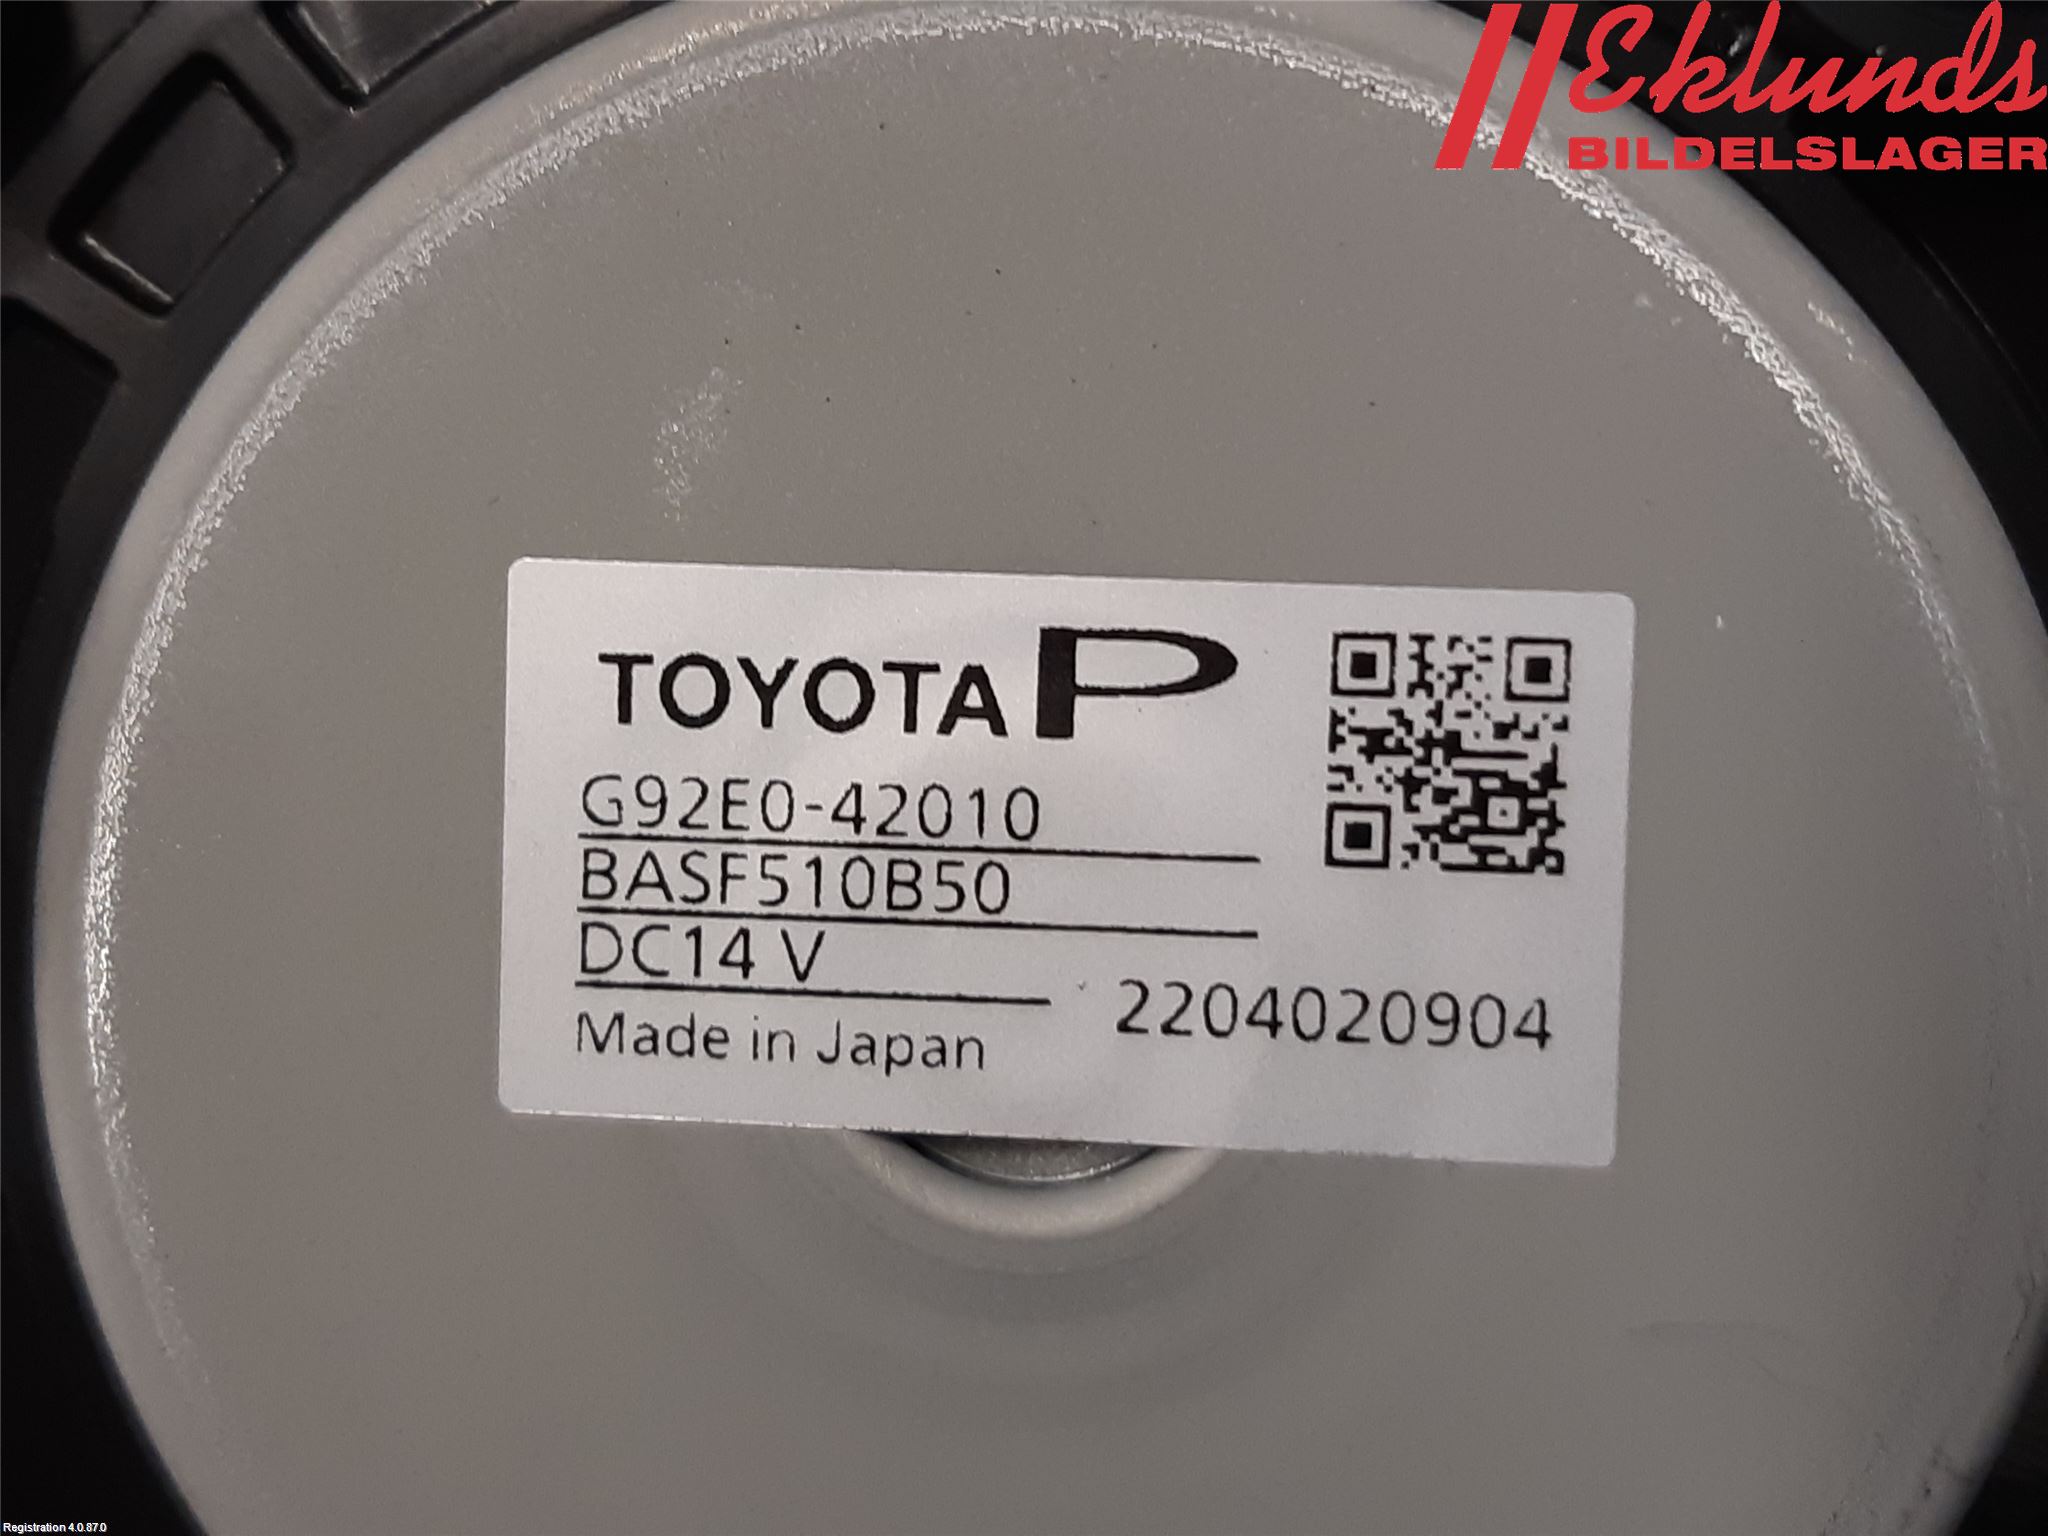 Eklunds
BILDELSLAGER
TOYOTA P
G92E0-42010
BASF510B50
DC14 V
Made in Japan
2204020904
Registration 4.0.87.0